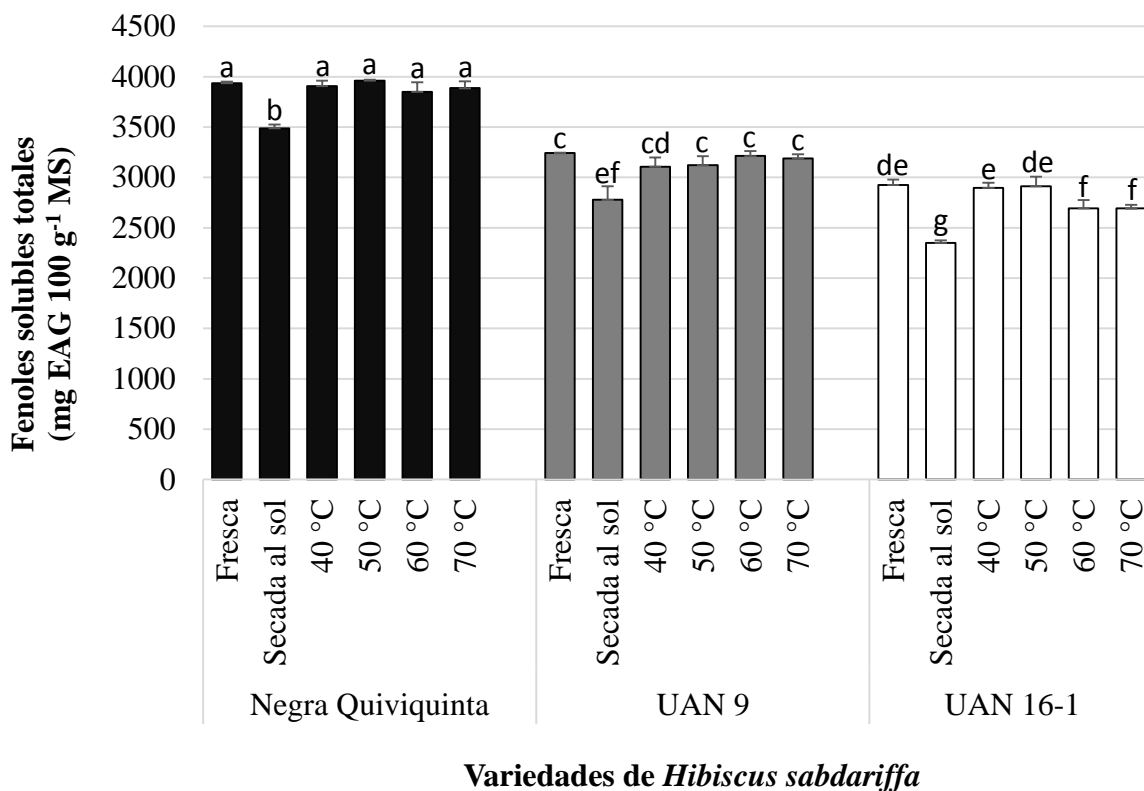 Fenoles solubles totales
(mg EAG 100 g⁻¹ MS)
4500
4000
3500
3000
2500
2000
1500
1000
500
0
a
b
a
a
a
a
c
ef
cd
c
c
c
de
g
e
de
f
f
Fresca
Secada al sol
40 °C
50 °C
60 °C
70 °C
Fresca
Secada al sol
40 °C
50 °C
60 °C
70 °C
Fresca
Secada al sol
40 °C
50 °C
60 °C
70 °C
Negra Quiviquinta
UAN 9
UAN 16-1
Variedades de Hibiscus sabdariffa